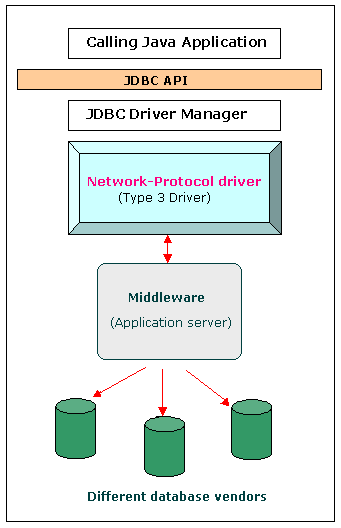 Calling Java Application
JDBC API
JDBC Driver Manager
Network-Protocol driver
(Type 3 Driver)
Middleware
(Application server)
Different database vendors